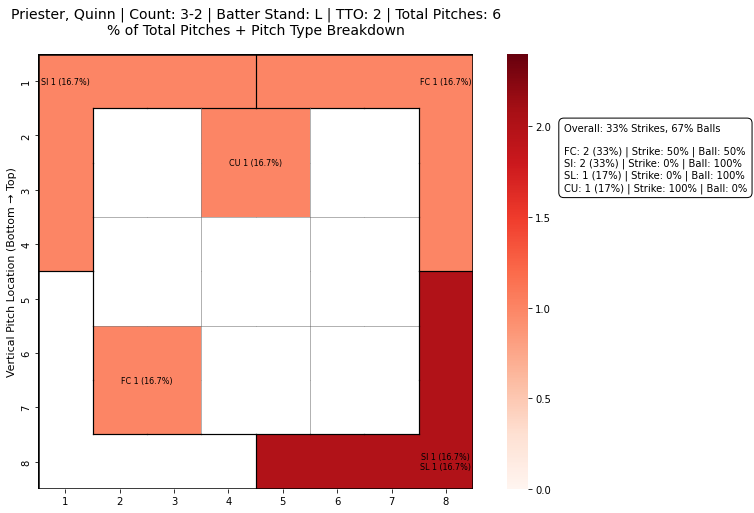 Priester, Quinn | Count: 3-2 | Batter Stand: L | TTO: 2 | Total Pitches: 6
% of Total Pitches + Pitch Type Breakdown
SI 1 (16.7%)
FC 1 (16.7%)
CU 1 (16.7%)
FC 1 (16.7%)
SI 1 (16.7%)
SL 1 (16.7%)
Vertical Pitch Location (Bottom → Top)
1
2
3
4
5
6
7
8
1 2 3 4 5 6 7 8
2.0
1.5
1.0
0.5
0.0
Overall: 33% Strikes, 67% Balls
FC: 2 (33%) | Strike: 50% | Ball: 50%
SI: 2 (33%) | Strike: 0% | Ball: 100%
SL: 1 (17%) | Strike: 0% | Ball: 100%
CU: 1 (17%) | Strike: 100% | Ball: 0%